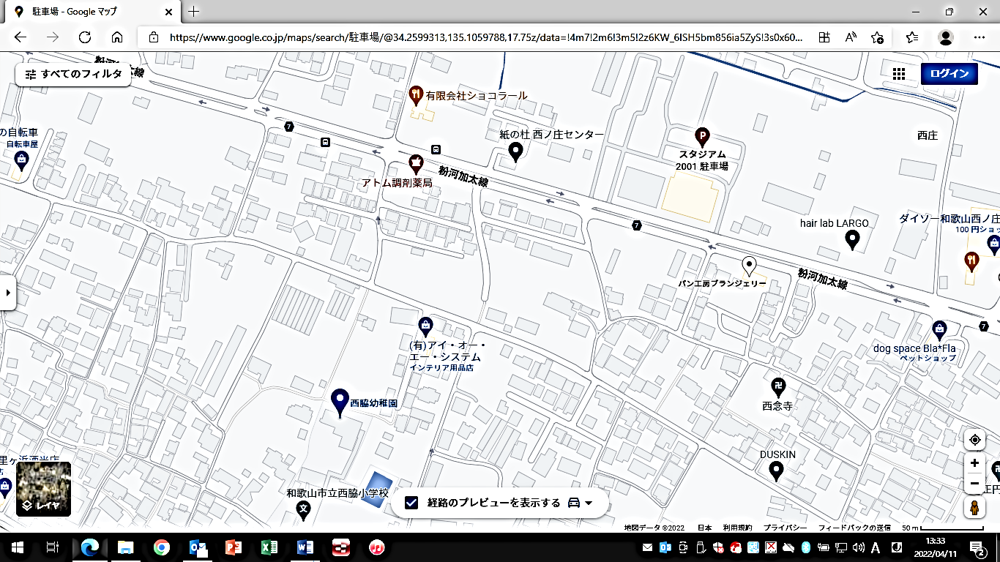 駐車場 - Google マップ
https://www.google.co.jp/maps/search/駐車場/@34.2599313,135.1059788,17.75z/data=!4m7!2m6!3m5!1s2z6KW_6ISH5bm856ia5ZyS!3s0x60...
すべてのフィルタ
ログイン
有限会社ショコラール
7
の自転車
自転車屋
紙の杜 西ノ庄センター
西庄
P
スタジアム
2001 駐車場
アトム調剤薬局
粉河加太線
7
hair lab LARGO
ダイソー和歌山西ノ庄
100 円ショッ
パン工房ブランジェリー
粉河加太線
7
(有)アイ・オー・
エー・システム
インテリア用品店
dog space Bla*Fla
ペットショップ
西脇幼稚園
西念寺
DUSKIN
里ヶ浜酒米店
和歌山市立西脇小学校
文
レイヤ
経路のプレビューを表示する
地図データ ©2022 日本 利用規約 プライバシー フィードバックの送信 50 m
A
13:33
2022/04/11
2